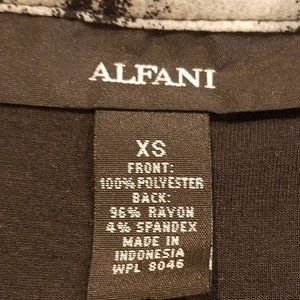 ALFANI
XS
FRONT:
100% POLYESTER
BACK:
96% RAYON
4% SPANDEX
MADE IN
INDONESIA
WPL 8046